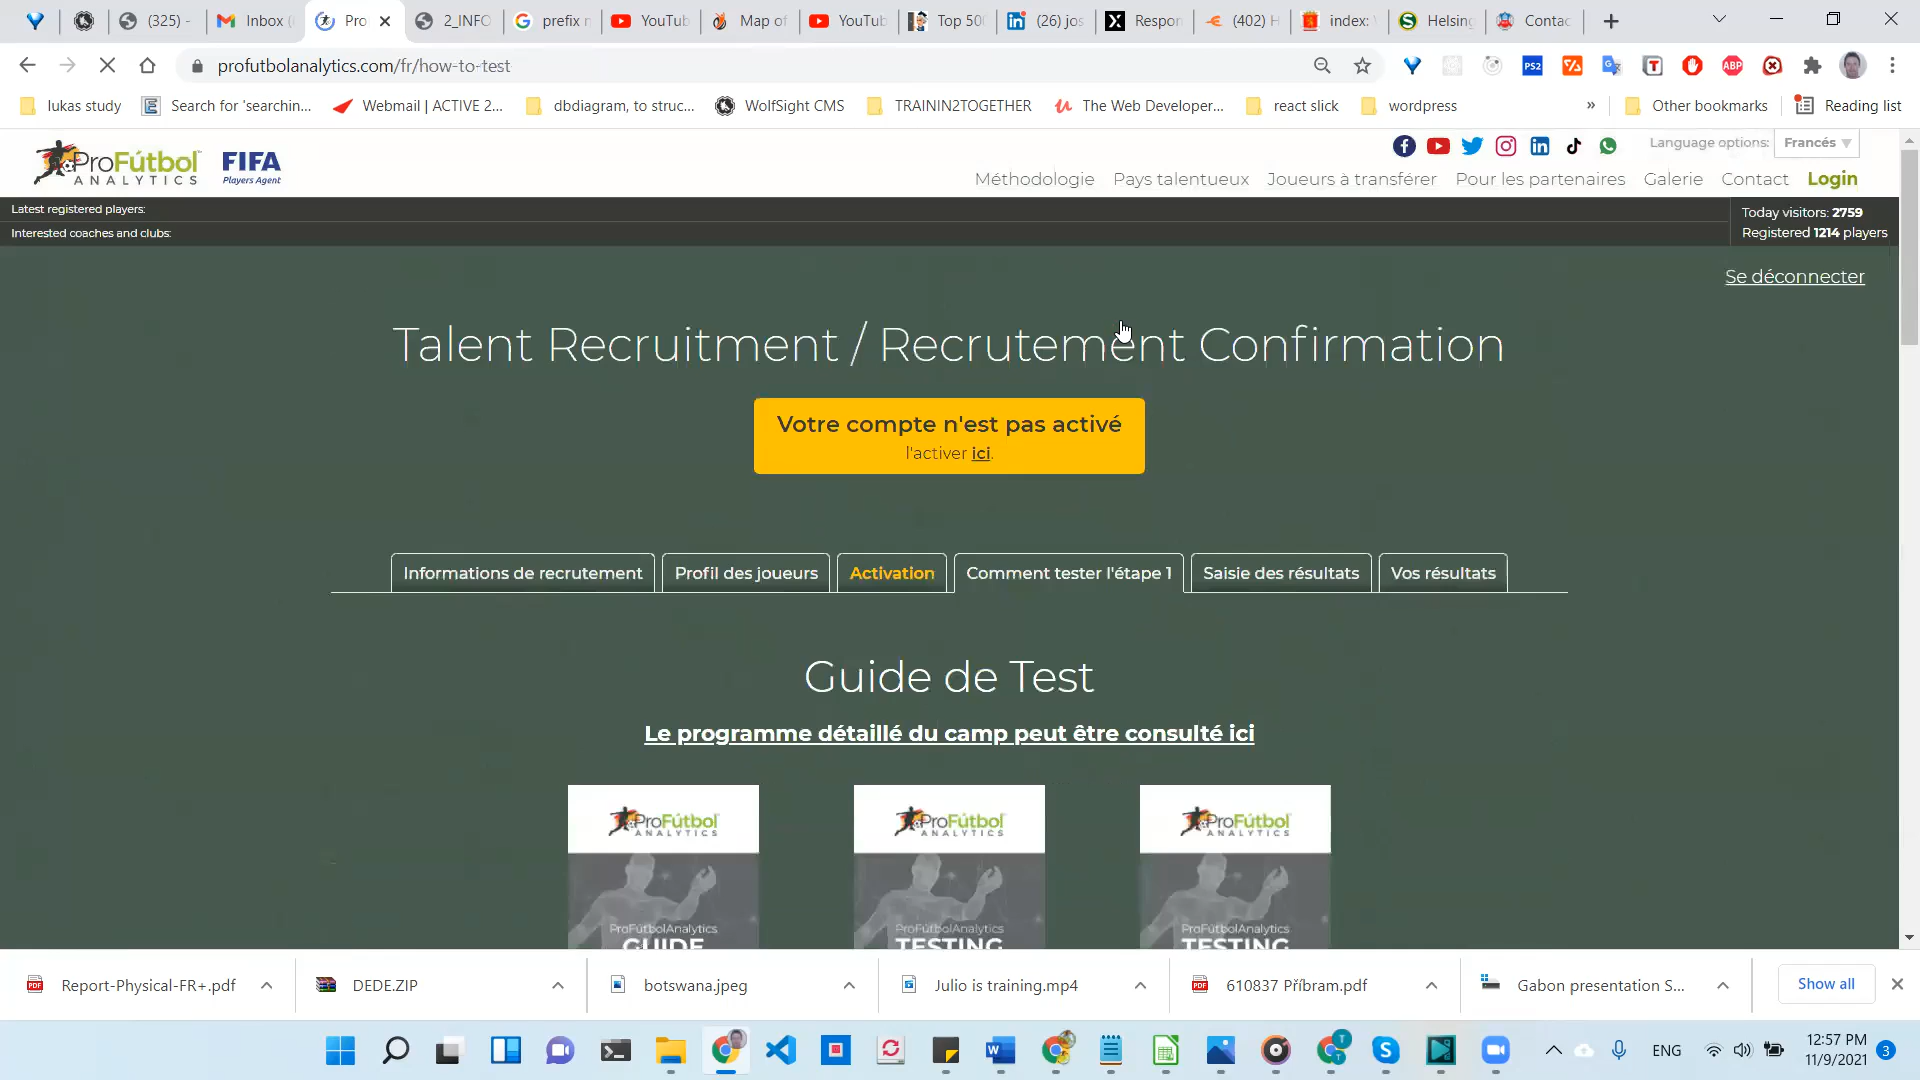 (325) -
Inbox (
Pro
2_INFO
prefix n
YouTub
Map of
YouTub
Top 500
(26) jos
Respon
(402) H
index:
Helsing
Contac
profutbolanalytics.com/fr/how-to-test
lukas study
Search for 'searchin...
Webmail | ACTIVE 2...
dbdiagram, to struc...
WolfSight CMS
TRAININ2TOGETHER
The Web Developer...
react slick
wordpress
»
Other bookmarks
Reading list
ProFútbol
ANALYTICS
FIFA
Players Agent
Language options: Francés
Méthodologie Pays talentueux Joueurs à transférer Pour les partenaires Galerie Contact Login
Latest registered players:
Interested coaches and clubs:
Today visitors: 2759
Registered 1214 players
Se déconnecter
Talent Recruitment / Recrutement Confirmation
Votre compte n'est pas activé
l'activer ici.
Informations de recrutement
Profil des joueurs
Activation
Comment tester l'étape 1
Saisie des résultats
Vos résultats
Guide de Test
Le programme détaillé du camp peut être consulté ici
ProFútbol
ANALYTICS
ProFútbolAnalytics
GUIDE
ProFútbol
ANALYTICS
ProFútbolAnalytics
TESTING
ProFútbol
ANALYTICS
ProFútbolAnalytics
TESTING
Report-Physical-FR+.pdf
DEDE.ZIP
botswana.jpeg
Julio is training.mp4
610837 Příbram.pdf
Gabon presentation S...
Show all
ENG
12:57 PM
11/9/2021
3